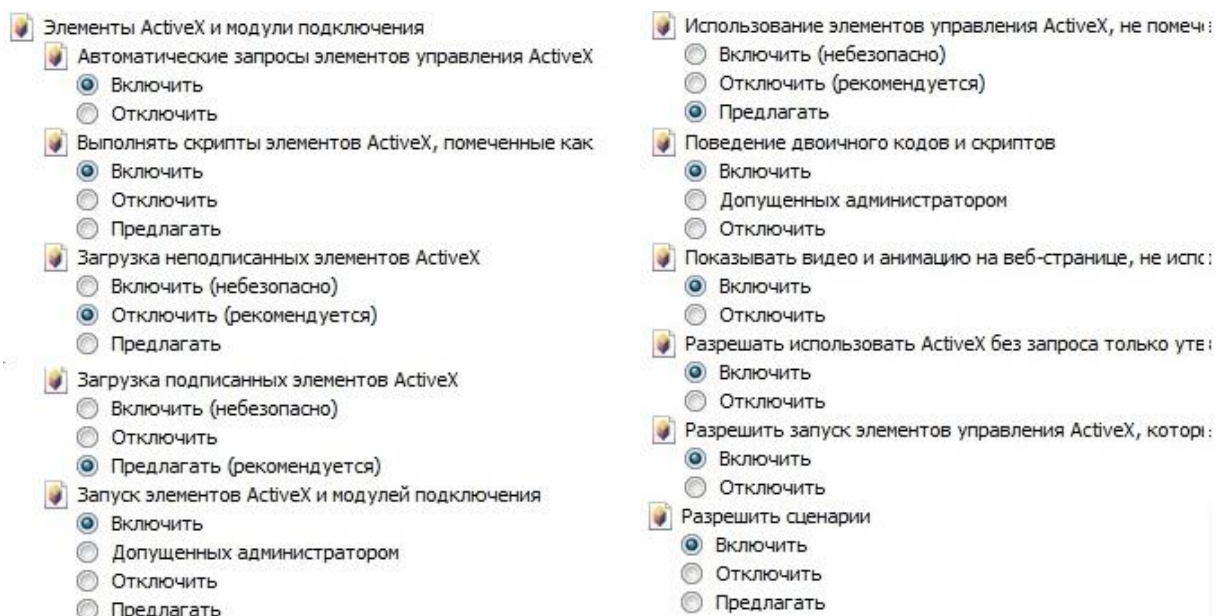 Элементы ActiveX и модули подключения
Автоматические запросы элементов управления ActiveX
Включить
Отключить
Выполнять скрипты элементов ActiveX, помеченные как
Включить
Отключить
Предлагать
Загрузка неподписанных элементов ActiveX
Включить (небезопасно)
Отключить (рекомендуется)
Предлагать
Загрузка подписанных элементов ActiveX
Включить (небезопасно)
Отключить
Предлагать (рекомендуется)
Запуск элементов ActiveX и модулей подключения
Включить
Допущенных администратором
Отключить
Предлагать
Использование элементов управления ActiveX, не
Включить (небезопасно)
Отключить (рекомендуется)
Предлагать
Поведение двоичного кодов и скриптов
Включить
Допущенных администратором
Отключить
Показывать видео и анимацию на веб-странице, не
Включить
Отключить
Разрешать использовать ActiveX без запроса только
Включить
Отключить
Разрешить запуск элементов управления ActiveX,
Включить
Отключить
Разрешить сценарии
Включить
Отключить
Предлагать